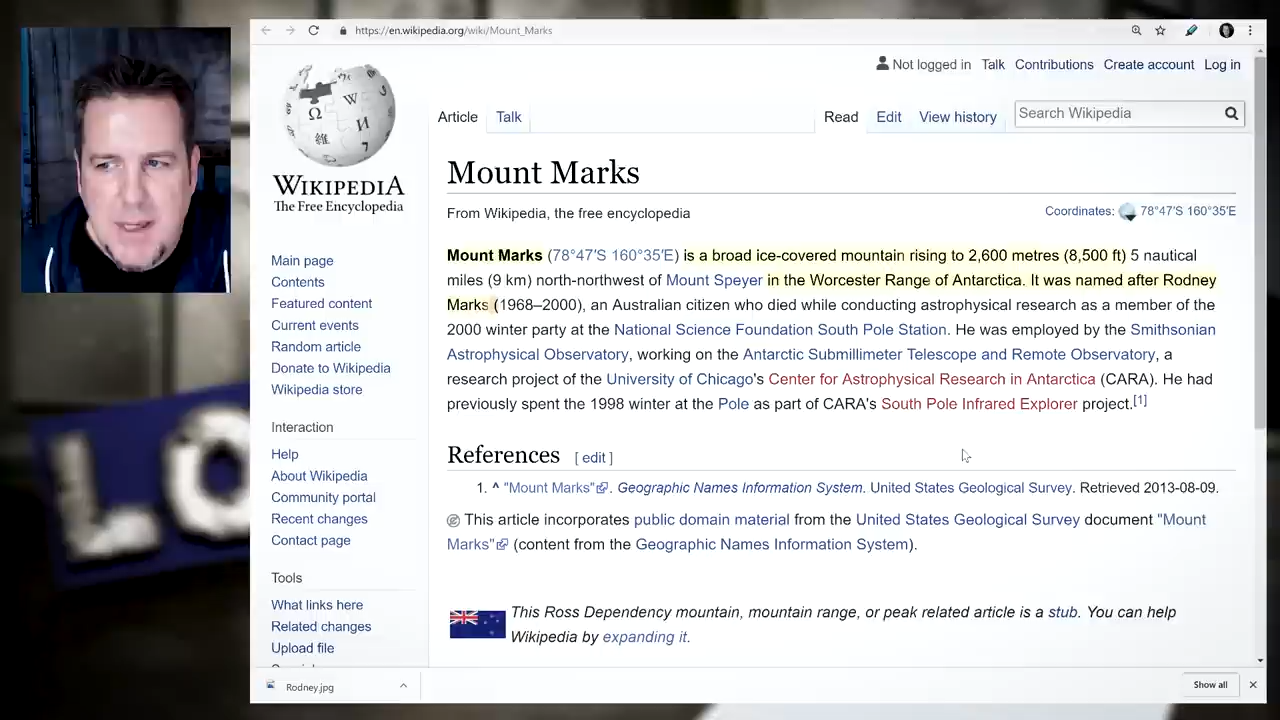 https://en.wikipedia.org/wiki/Mount_Marks
Not logged in Talk Contributions Create account Log in
Article Talk Read Edit View history Search Wikipedia
WIKIPEDIA
The Free Encyclopedia
Main page
Contents
Featured content
Current events
Random article
Donate to Wikipedia
Wikipedia store
Interaction
Help
About Wikipedia
Community portal
Recent changes
Contact page
Tools
What links here
Related changes
Upload file
Mount Marks
From Wikipedia, the free encyclopedia
Coordinates: 78°47′S 160°35′E
Mount Marks (78°47′S 160°35′E) is a broad ice-covered mountain rising to 2,600 metres (8,500 ft) 5 nautical
miles (9 km) north-northwest of Mount Speyer in the Worcester Range of Antarctica. It was named after Rodney
Marks (1968–2000), an Australian citizen who died while conducting astrophysical research as a member of the
2000 winter party at the National Science Foundation South Pole Station. He was employed by the Smithsonian
Astrophysical Observatory, working on the Antarctic Submillimeter Telescope and Remote Observatory, a
research project of the University of Chicago's Center for Astrophysical Research in Antarctica (CARA). He had
previously spent the 1998 winter at the Pole as part of CARA's South Pole Infrared Explorer project.[1]
References [ edit ]
1. ^ "Mount Marks". Geographic Names Information System. United States Geological Survey. Retrieved 2013-08-09.
This article incorporates public domain material from the United States Geological Survey document "Mount
Marks" (content from the Geographic Names Information System).
This Ross Dependency mountain, mountain range, or peak related article is a stub. You can help
Wikipedia by expanding it.
Rodney.jpg
Show all
LO